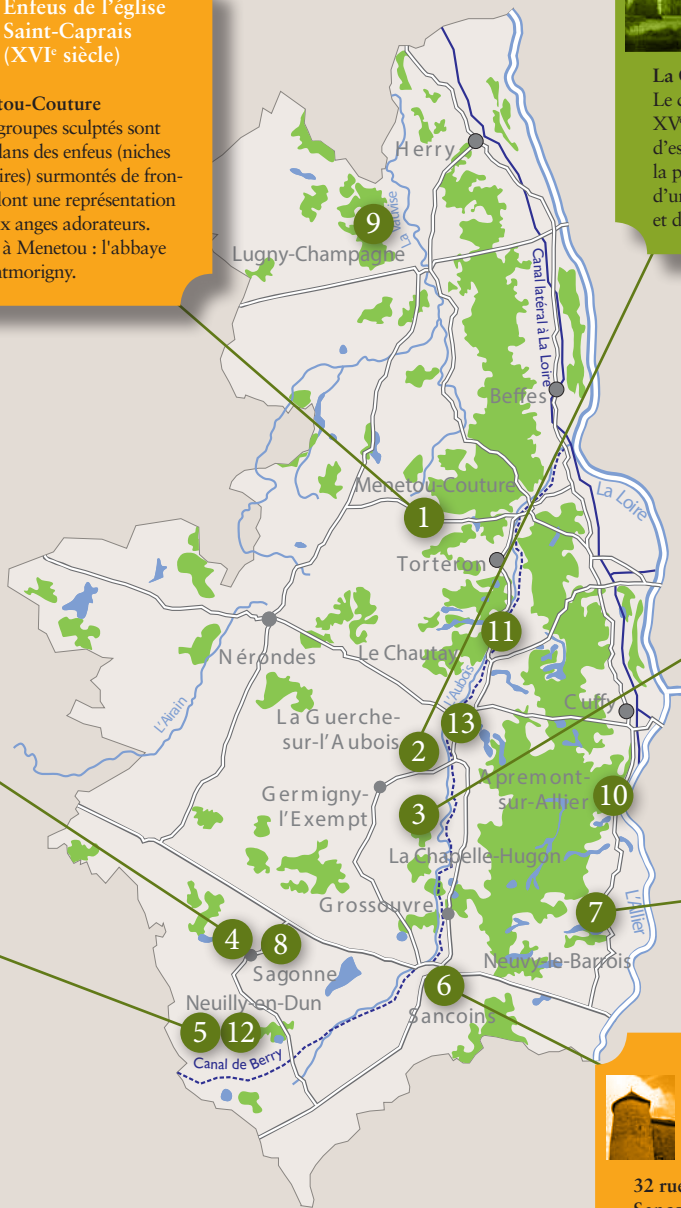 Enfeus de l'église
Saint-Caprais
(XVIe siècle)
tou-Couture
groupes sculptés sont
dans des enfeus (niches
ires) surmontés de fron-
dont une représentation
x anges adorateurs.
à Menetou : l'abbaye
ntmorigny.
La
Le
XV
d'es
la p
d'un
et d
Herry
La Vauvise
9
Lugny-Champagne
Canal latéral à La Loire
Beffes
Menetou-Couture
1
La Loire
Torteron
11
Nérondes
Le Chautay
L'Airain
L'Aubois
Cuffy
La Guerche-
sur-l'Aubois
13
2
Apremont-
sur-Allier
10
Germigny-
l'Exempt
3
La Chapelle-Hugon
Grossouvre
7
L'Allier
4
8
Sagonne
Neuvy-le-Barrois
6
Sancoins
Neuilly-en-Dun
5
12
Canal de Berry
32 rue